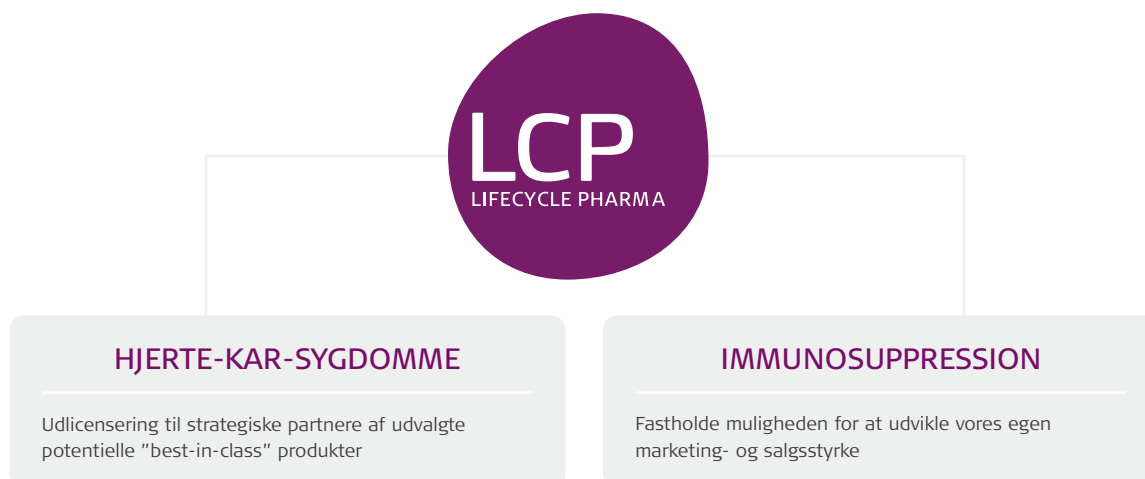 LCP
LIFECYCLE PHARMA
HJERTE-KAR-SYGDOMME
Udlicensering til strategiske partnere af udvalgte
potentielle "best-in-class" produkter
IMMUNOSUPPRESSION
Fastholde muligheden for at udvikle vores egen
marketing- og salgsstyrke